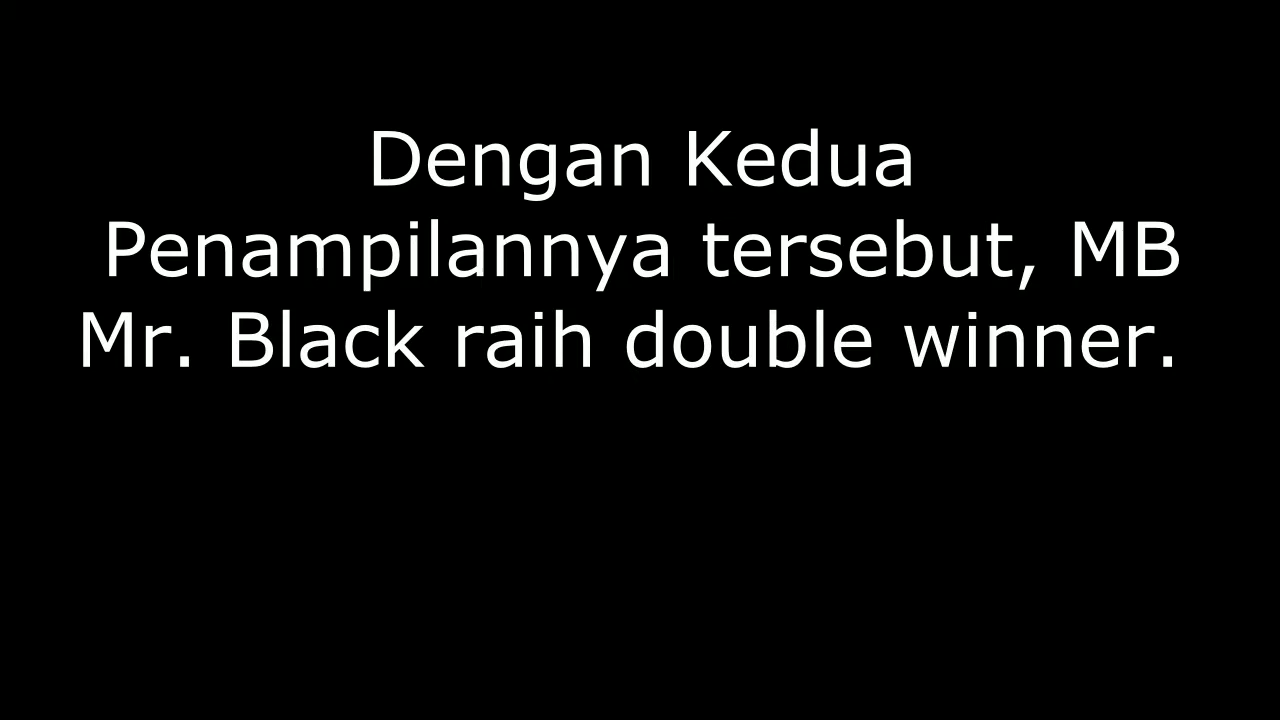 Dengan Kedua
Penampilannya tersebut, MB
Mr. Black raih double winner.